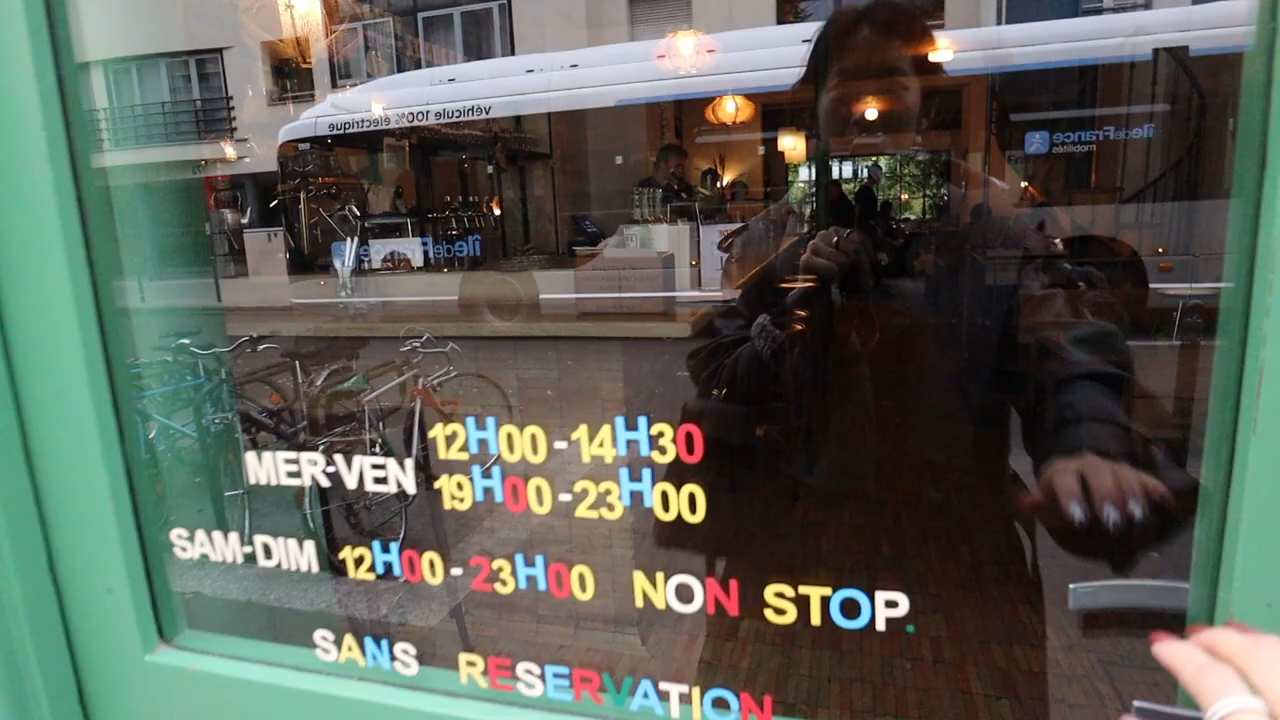 véhicule 100% électrique
îledeFrance
mobilités
îledeFrance
12H00-14H30
MER-VEN
19H00-23H00
SAM-DIM 12H00-23H00 NON STOP.
SANS RESERVATION